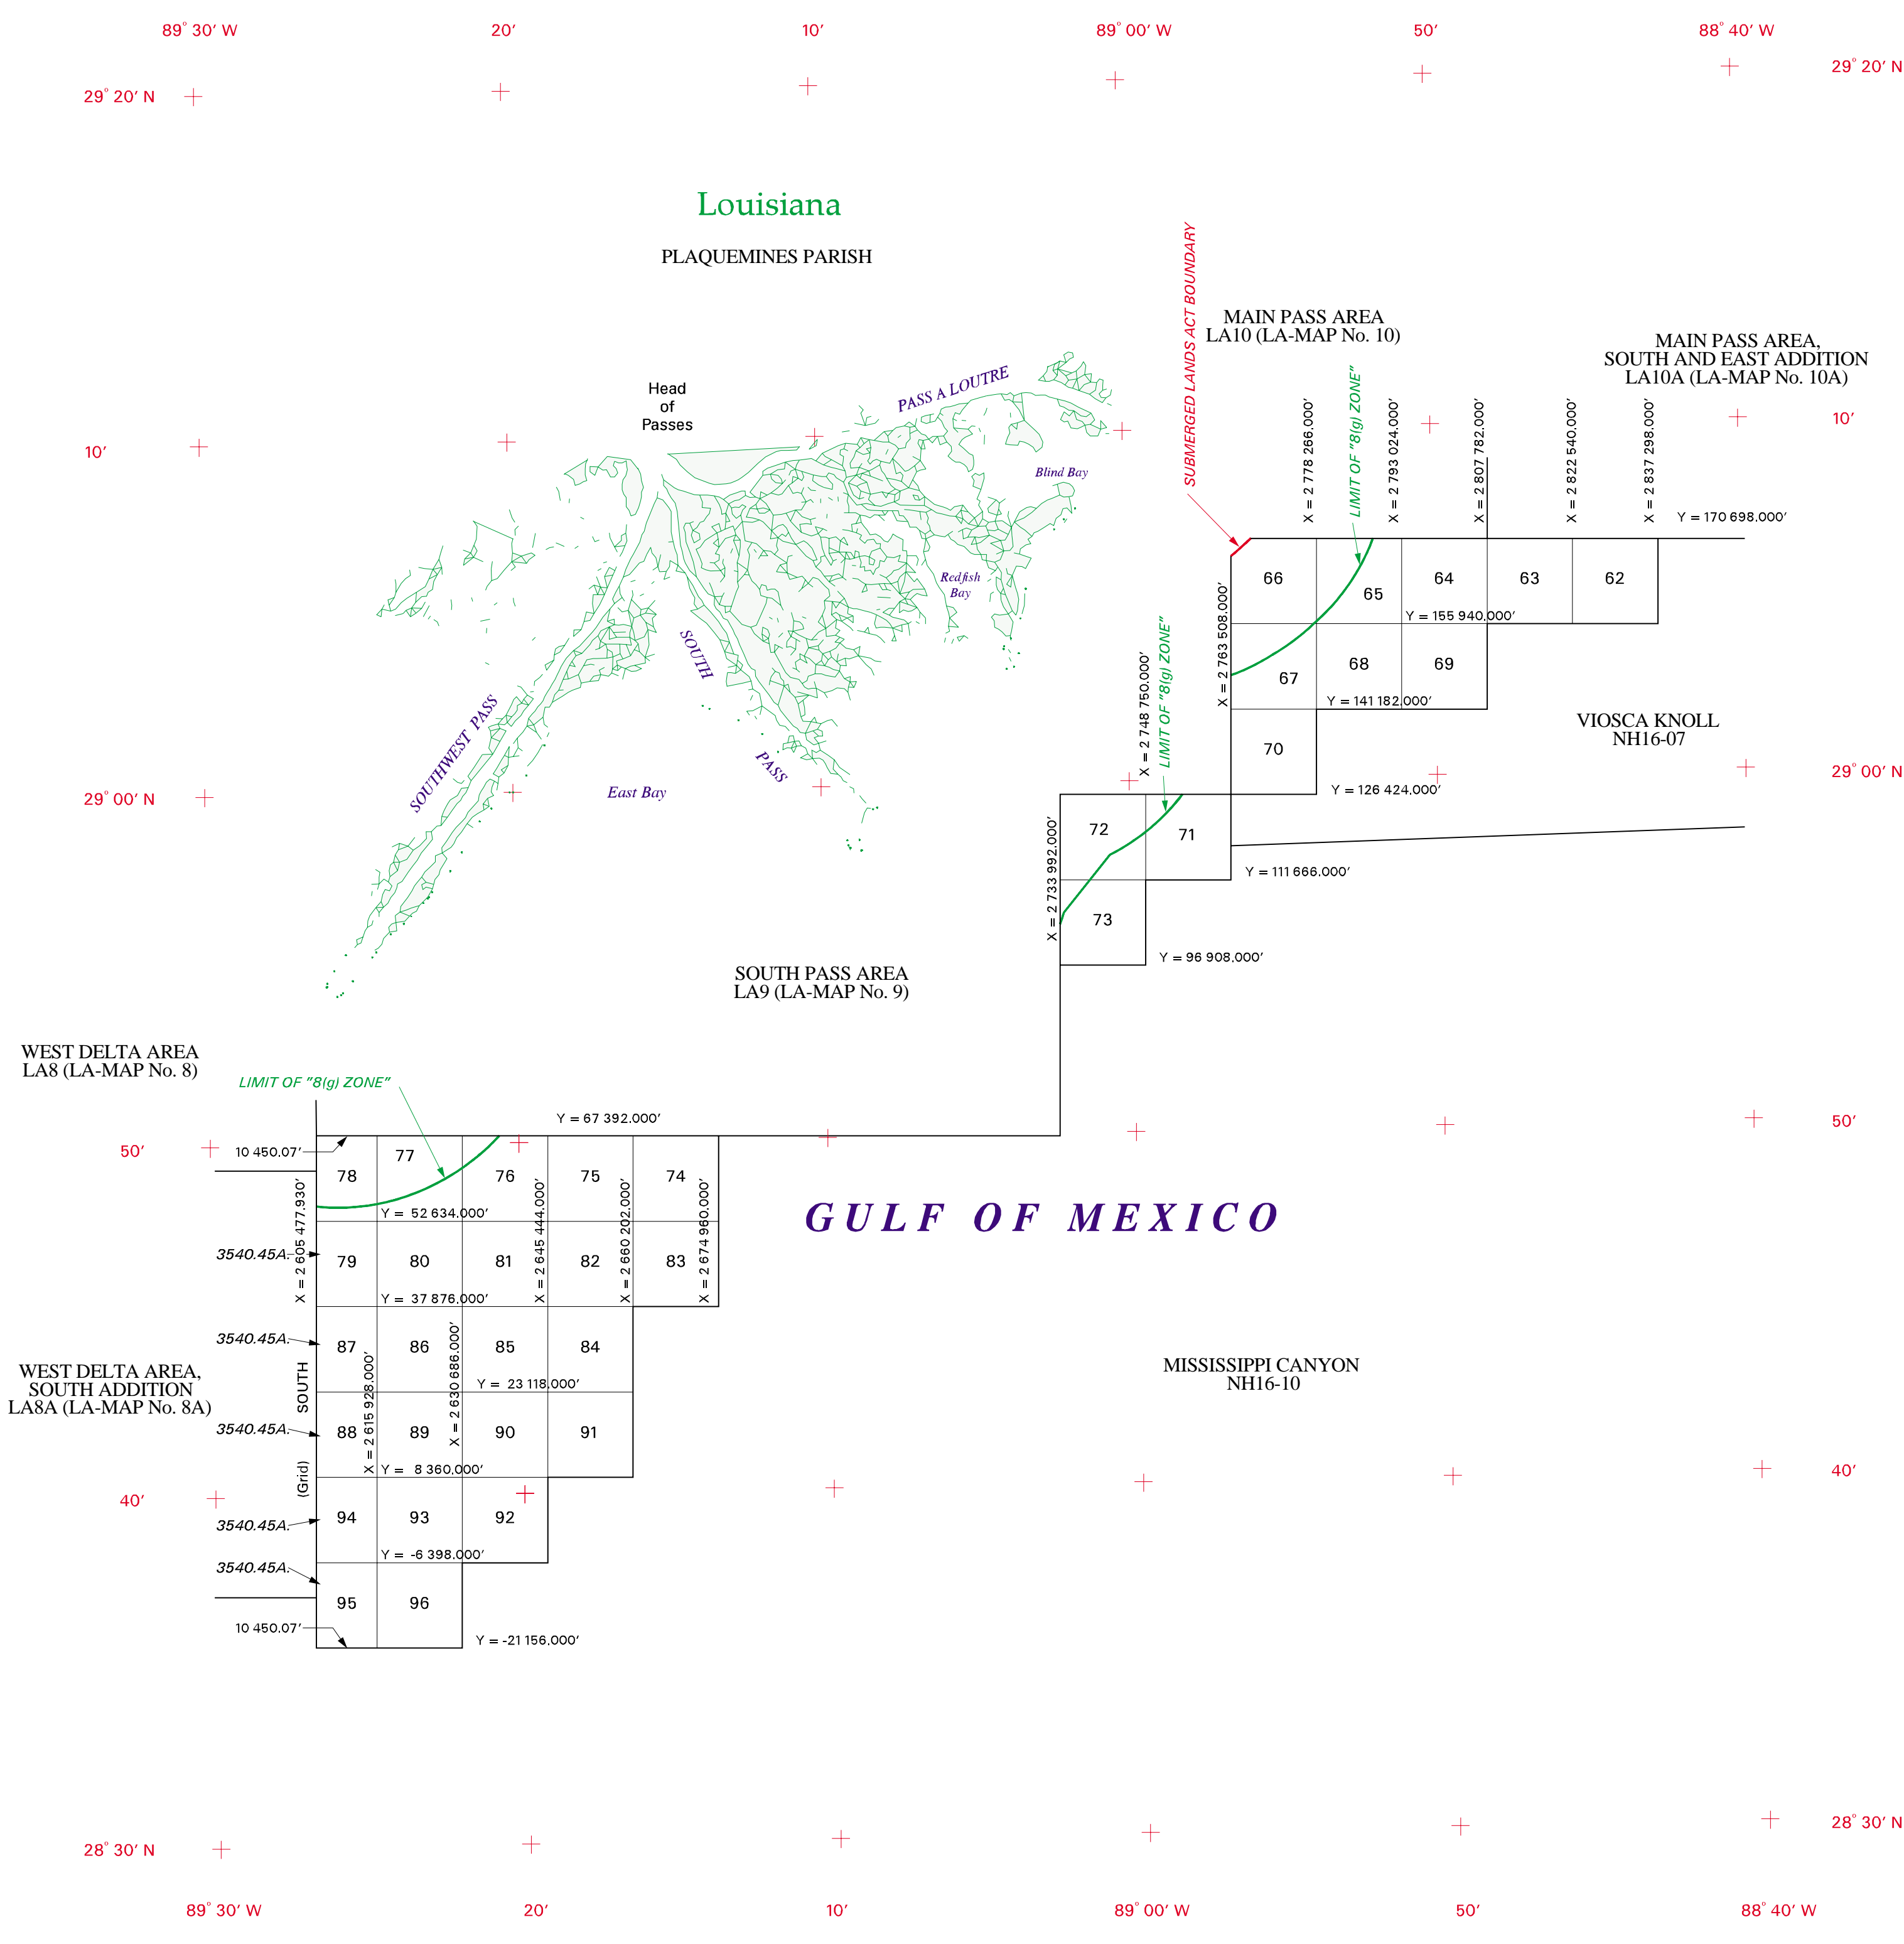 89° 30′ W
20′
10′
89° 00′ W
50′
88° 40′ W
29° 20′ N
29° 20′ N
Louisiana
PLAQUEMINES PARISH
SUBMERGED LANDS ACT BOUNDARY
MAIN PASS AREA
LA10 (LA-MAP No. 10)
MAIN PASS AREA,
SOUTH AND EAST ADDITION
LA10A (LA-MAP No. 10A)
LIMIT OF "8(g) ZONE"
Head
of
Passes
PASS A LOUTRE
Blind Bay
Redfish
Bay
10′
10′
X = 2 778 266.000′
X = 2 793 024.000′
X = 2 807 782.000′
X = 2 822 540.000′
X = 2 837 298.000′
Y = 170 698.000′
66
65
64
63
62
Y = 155 940.000′
X = 2 763 508.000′
67
68
69
Y = 141 182.000′
70
VIOSCA KNOLL
NH16-07
SOUTHWEST PASS
SOUTH
PASS
East Bay
X = 2 748 750.000′
LIMIT OF "8(g) ZONE"
29° 00′ N
29° 00′ N
Y = 126 424.000′
72
71
X = 2 733 992.000′
Y = 111 666.000′
73
Y = 96 908.000′
SOUTH PASS AREA
LA9 (LA-MAP No. 9)
WEST DELTA AREA
LA8 (LA-MAP No. 8)
LIMIT OF "8(g) ZONE"
Y = 67 392.000′
50′
50′
10 450.07′
78
77
76
75
74
Y = 52 634.000′
X = 2 605 477.930′
X = 2 645 444.000′
X = 2 660 202.000′
X = 2 674 960.000′
GULF OF MEXICO
3540.45A.
79
80
81
82
83
Y = 37 876.000′
3540.45A.
87
86
85
84
WEST DELTA AREA,
SOUTH ADDITION
LA8A (LA-MAP No. 8A)
SOUTH
(Grid)
X = 2 615 928.000′
X = 2 630 686.000′
Y = 23 118.000′
MISSISSIPPI CANYON
NH16-10
3540.45A.
88
89
90
91
Y = 8 360.000′
40′
40′
3540.45A.
94
93
92
Y = -6 398.000′
3540.45A.
95
96
10 450.07′
Y = -21 156.000′
28° 30′ N
28° 30′ N
89° 30′ W
20′
10′
89° 00′ W
50′
88° 40′ W